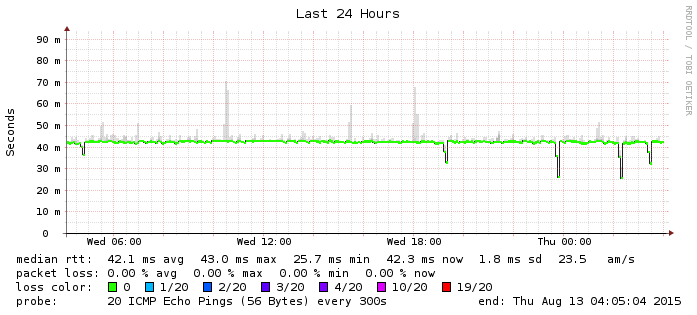 Last 24 Hours
RRDTOOL / TOBI OETIKER
Seconds
90 m
80 m
70 m
60 m
50 m
40 m
30 m
20 m
10 m
0
Wed 06:00 Wed 12:00 Wed 18:00 Thu 00:00
median rtt: 42.1 ms avg 43.0 ms max 25.7 ms min 42.3 ms now 1.8 ms sd 23.5 am/s
packet loss: 0.00 % avg 0.00 % max 0.00 % min 0.00 % now
loss color: 0 1/20 2/20 3/20 4/20 10/20 19/20
probe: 20 ICMP Echo Pings (56 Bytes) every 300s end: Thu Aug 13 04:05:04 2015